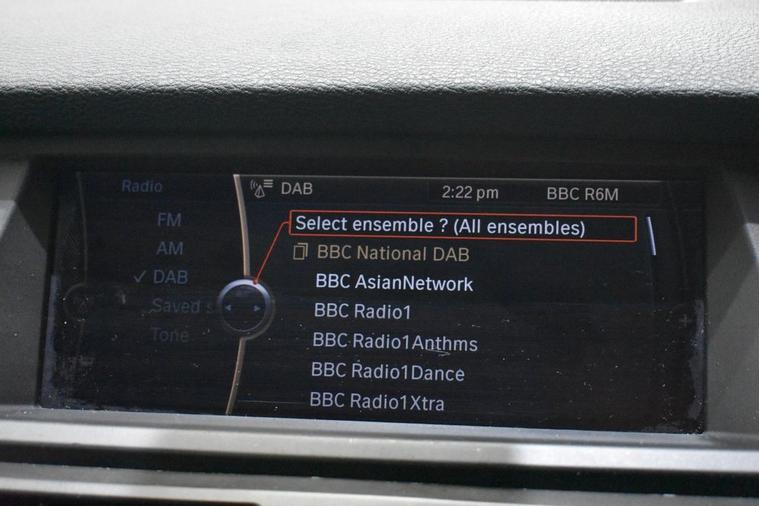 Radio
FM
AM
✓ DAB
Saved s
Tone
DAB 2:22 pm BBC R6M
Select ensemble ? (All ensembles)
BBC National DAB
BBC AsianNetwork
BBC Radio1
BBC Radio1Anthms
BBC Radio1Dance
BBC Radio1Xtra